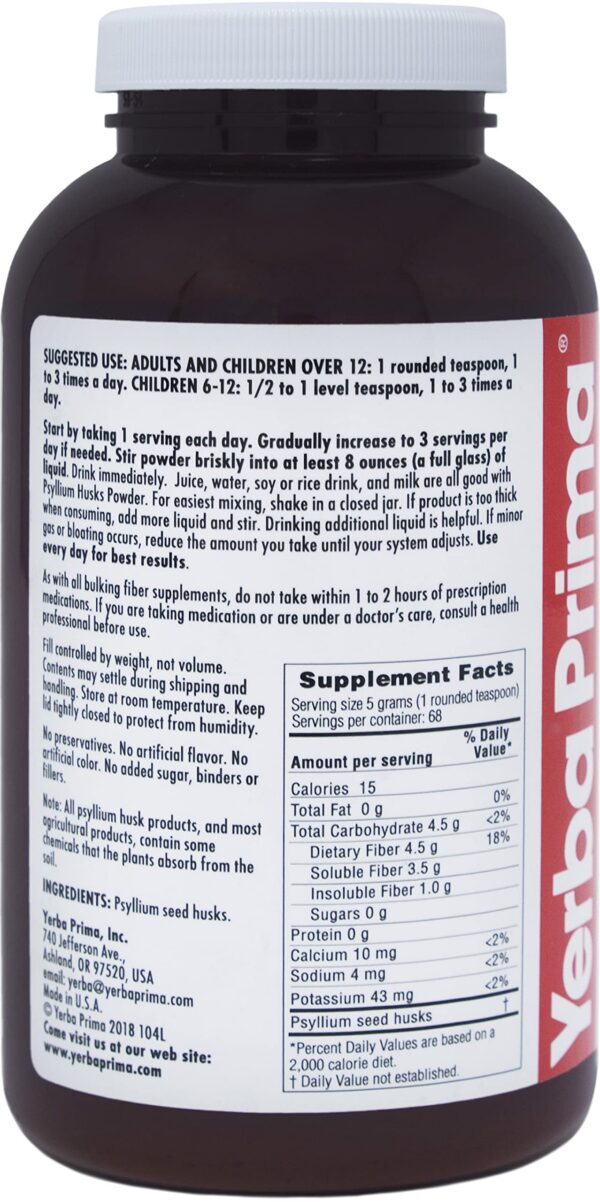 SUGGESTED USE: ADULTS AND CHILDREN OVER 12: 1 rounded teaspoon, 1
to 3 times a day. CHILDREN 6-12: 1/2 to 1 level teaspoon, 1 to 3 times a
day.
Start by taking 1 serving each day. Gradually increase to 3 servings per
day if needed. Stir powder briskly into at least 8 ounces (a full glass) of
liquid. Drink immediately. Juice, water, soy or rice drink, and milk are all good with
Psyllium Husks Powder. For easiest mixing, shake in a closed jar. If product is too thick
when consuming, add more liquid and stir. Drinking additional liquid is helpful. If minor
gas or bloating occurs, reduce the amount you take until your system adjusts. Use
every day for best results.
As with all bulking fiber supplements, do not take within 1 to 2 hours of prescription
medications. If you are taking medication or are under a doctor's care, consult a health
professional before use.
Fill controlled by weight, not volume.
Contents may settle during shipping and
handling. Store at room temperature. Keep
lid tightly closed to protect from humidity.
No preservatives. No artificial flavor. No
artificial color. No added sugar, binders or
fillers.
Note: All psyllium husk products, and most
agricultural products, contain some
chemicals that the plants absorb from the
soil.
INGREDIENTS: Psyllium seed husks.
Yerba Prima, Inc.
740 Jefferson Ave.,
Ashland, OR 97520, USA
email: yerba@yerbaprima.com
Made in U.S.A.
© Yerba Prima 2018 104L
Come visit us at our web site:
www.yerbaprima.com
Supplement Facts
Serving size 5 grams (1 rounded teaspoon)
Servings per container: 68
Amount per serving % Daily Value*
Calories 15
Total Fat 0 g 0%
Total Carbohydrate 4.5 g <2%
Dietary Fiber 4.5 g 18%
Soluble Fiber 3.5 g
Insoluble Fiber 1.0 g
Sugars 0 g
Protein 0 g
Calcium 10 mg <2%
Sodium 4 mg <2%
Potassium 43 mg <2%
Psyllium seed husks †
*Percent Daily Values are based on a
2,000 calorie diet.
† Daily Value not established.
Yerba Prima®